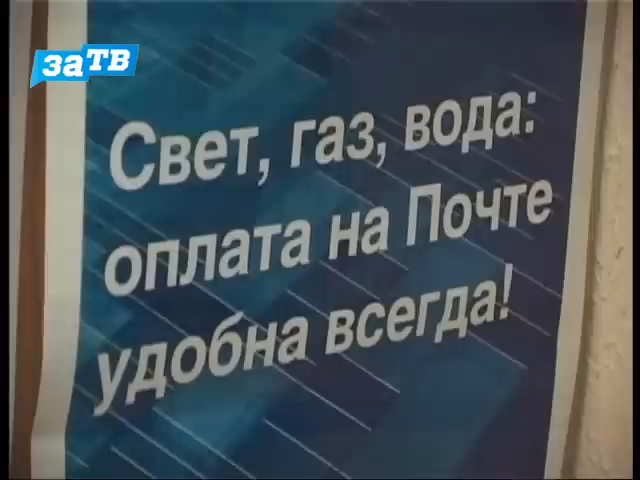 заТВ
Свет, газ, вода:
оплата на Почте
удобна всегда!